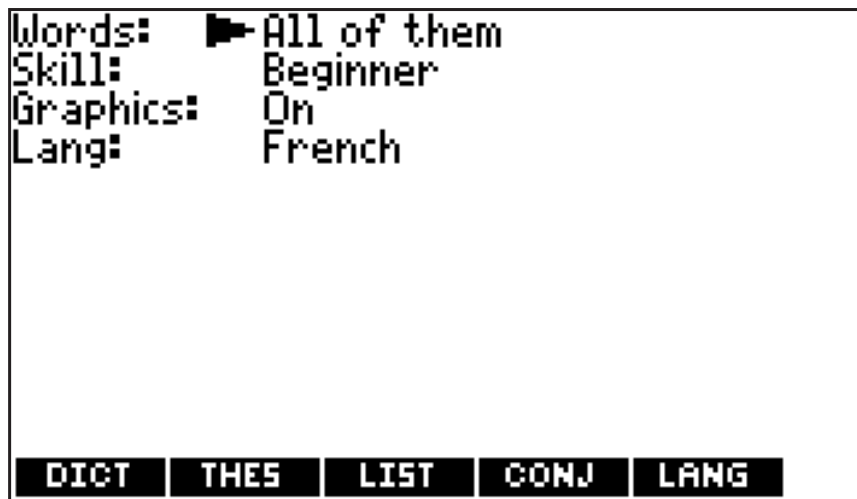 Words: All of them
Skill: Beginner
Graphics: On
Lang: French
DICT THES LIST CONJ LANG